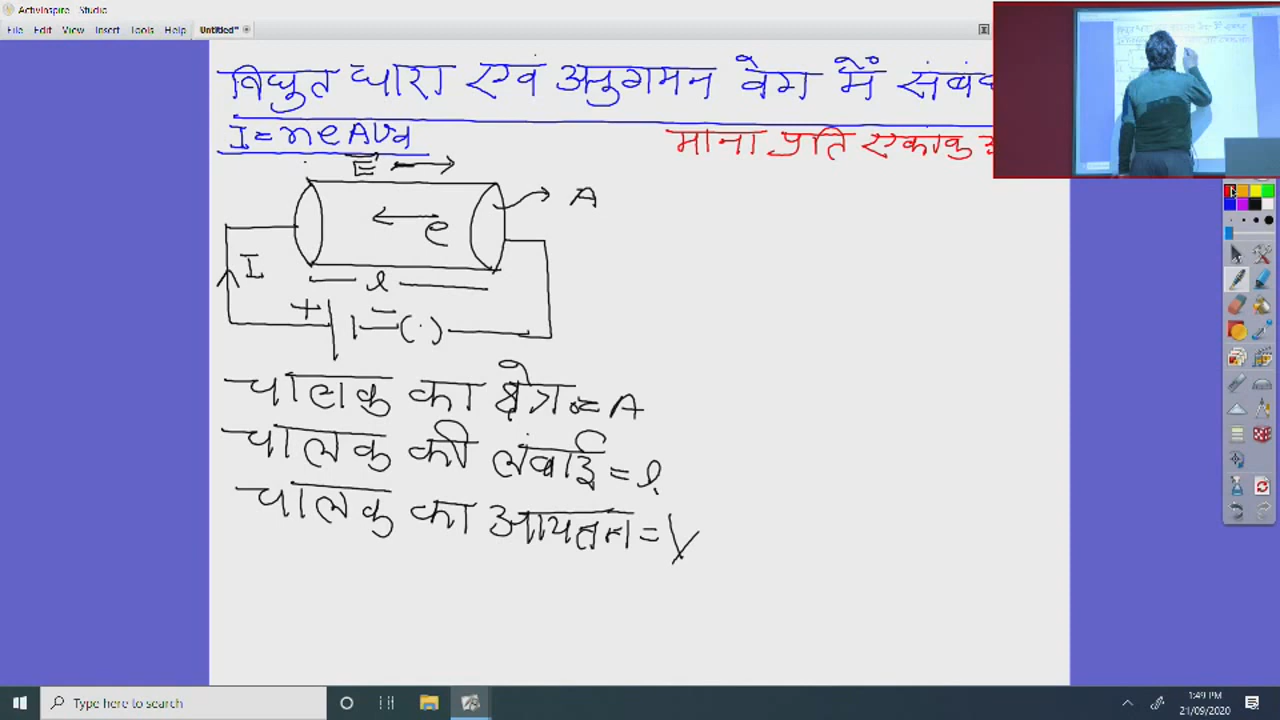 ActivInspire - Studio
File Edit View Insert Tools Help Untitled*
विद्युत धारा एवं अनुगमन वेग में संबंध
I = neAVd
माना प्रति एकांक
E
A
e
I
l
+ - (.)
चालक का क्षेत्र. = A
चालक की लंबाई = l.
चालक का आयतन = V
Type here to search
1:49 PM
21/09/2020